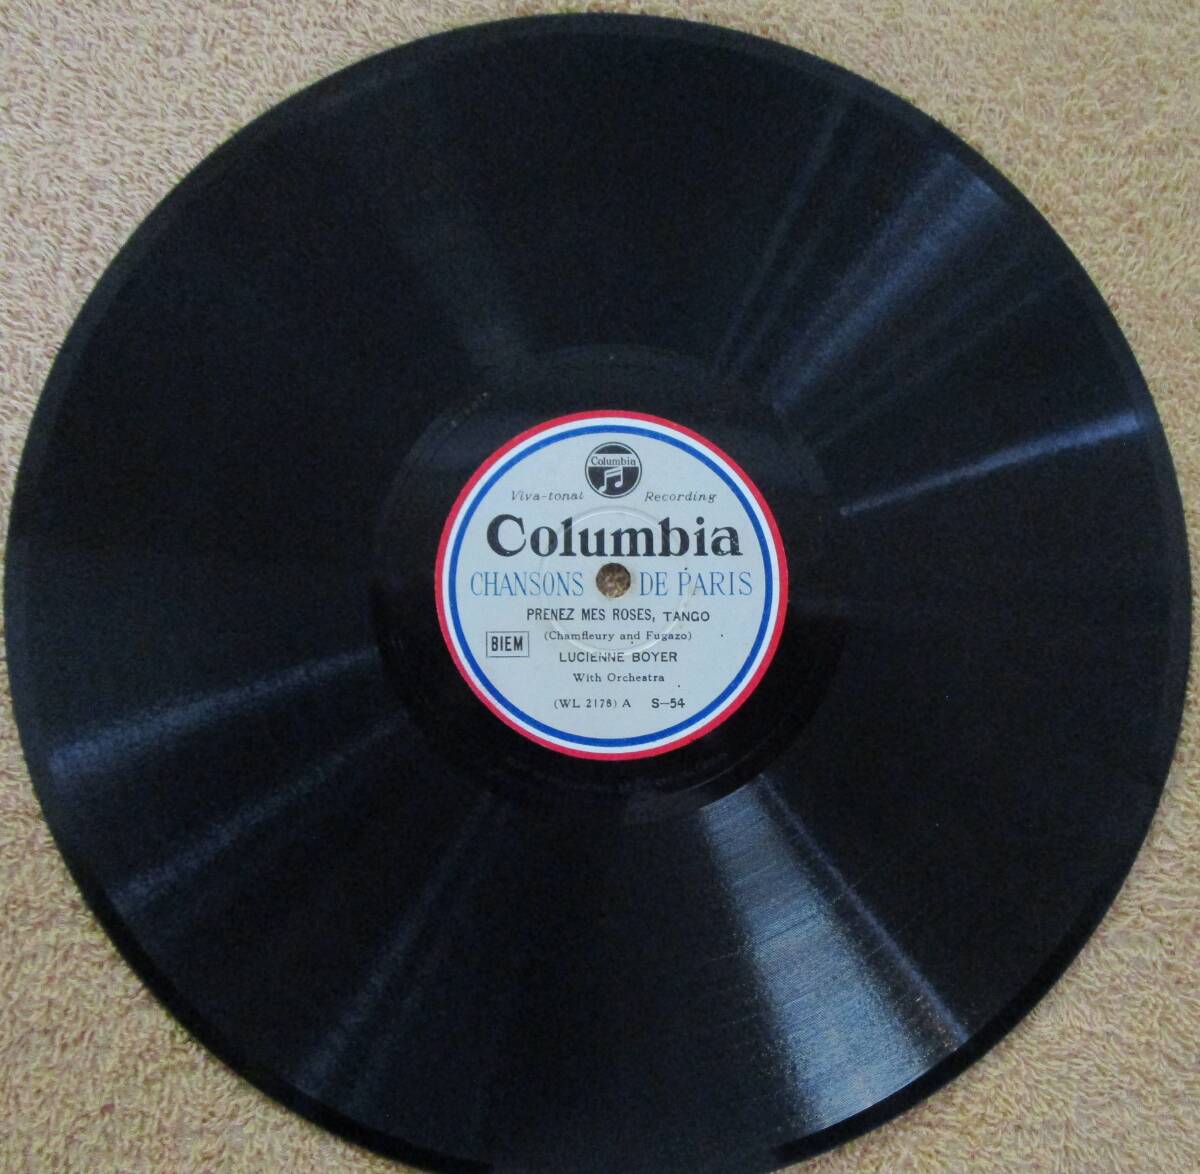 Columbia
Viva-tonal Recording
Columbia
CHANSONS DE PARIS
PRENEZ MES ROSES, TANGO
(Chamfleury and Fugazo)
BIEM
LUCIENNE BOYER
With Orchestra
(WL 2178) A S-54